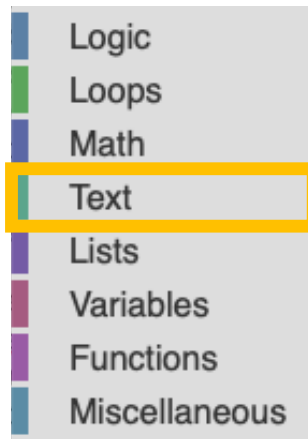 Logic
Loops
Math
Text
Lists
Variables
Functions
Miscellaneous